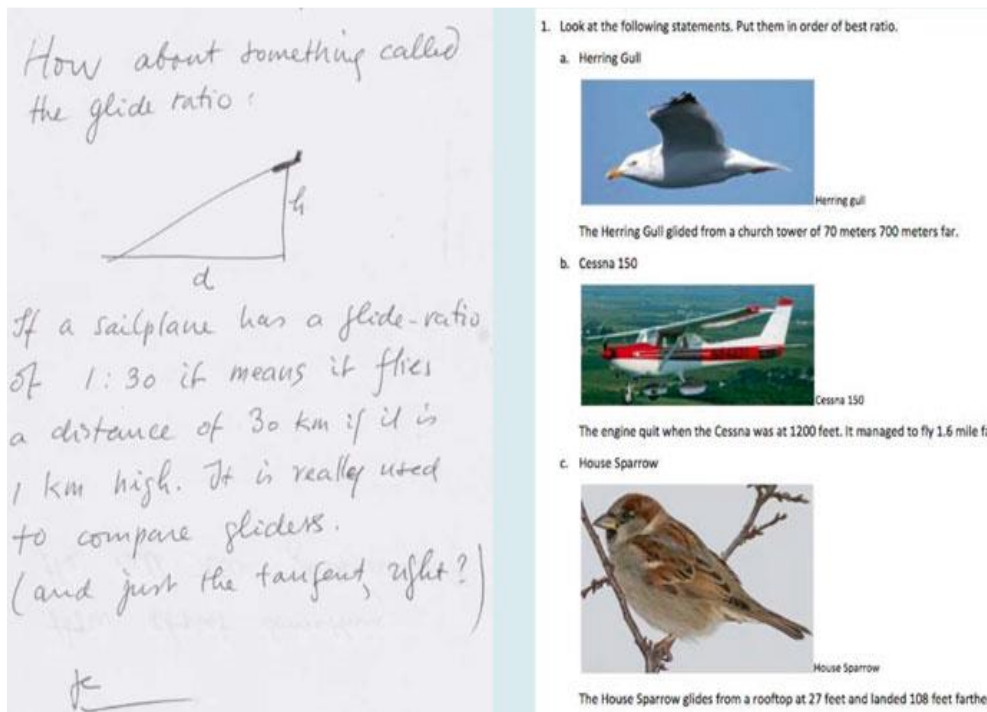 How about something called
the glide ratio :
h
d
If a sailplane has a glide-ratio
of 1:30 it means it flies
a distance of 30 km if it is
1 km high. It is really used
to compare gliders.
(and just the tangent, right?)
1. Look at the following statements. Put them in order of best ratio.
a. Herring Gull
Herring gull
The Herring Gull glided from a church tower of 70 meters 700 meters far.
b. Cessna 150
Cessna 150
The engine quit when the Cessna was at 1200 feet. It managed to fly 1.6 mile fa
c. House Sparrow
House Sparrow
The House Sparrow glides from a rooftop at 27 feet and landed 108 feet farthe